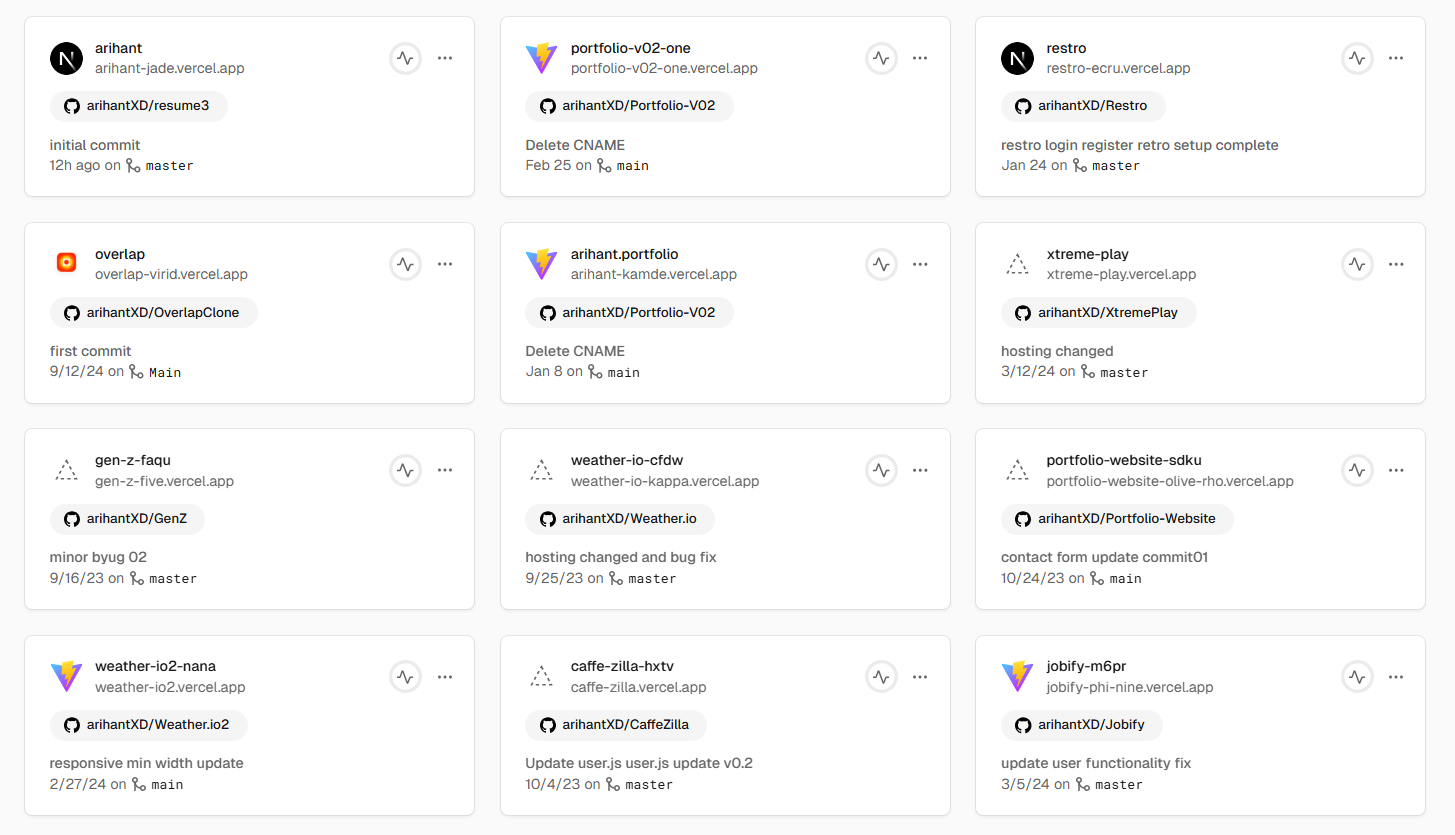 arihant
arihant-jade.vercel.app
arihantXD/resume3
initial commit
12h ago on master
portfolio-v02-one
portfolio-v02-one.vercel.app
arihantXD/Portfolio-V02
Delete CNAME
Feb 25 on main
restro
restro-ecru.vercel.app
arihantXD/Restro
restro login register retro setup complete
Jan 24 on master
overlap
overlap-virid.vercel.app
arihantXD/OverlapClone
first commit
9/12/24 on Main
arihant.portfolio
arihant-kamde.vercel.app
arihantXD/Portfolio-V02
Delete CNAME
Jan 8 on main
xtreme-play
xtreme-play.vercel.app
arihantXD/XtremePlay
hosting changed
3/12/24 on master
gen-z-faqu
gen-z-five.vercel.app
arihantXD/GenZ
minor byug 02
9/16/23 on master
weather-io-cfdw
weather-io-kappa.vercel.app
arihantXD/Weather.io
hosting changed and bug fix
9/25/23 on master
portfolio-website-sdku
portfolio-website-olive-rho.vercel.app
arihantXD/Portfolio-Website
contact form update commit01
10/24/23 on main
weather-io2-nana
weather-io2.vercel.app
arihantXD/Weather.io2
responsive min width update
2/27/24 on main
caffe-zilla-hxtv
caffe-zilla.vercel.app
arihantXD/CaffeZilla
Update user.js user.js update v0.2
10/4/23 on master
jobify-m6pr
jobify-phi-nine.vercel.app
arihantXD/Jobify
update user functionality fix
3/5/24 on master